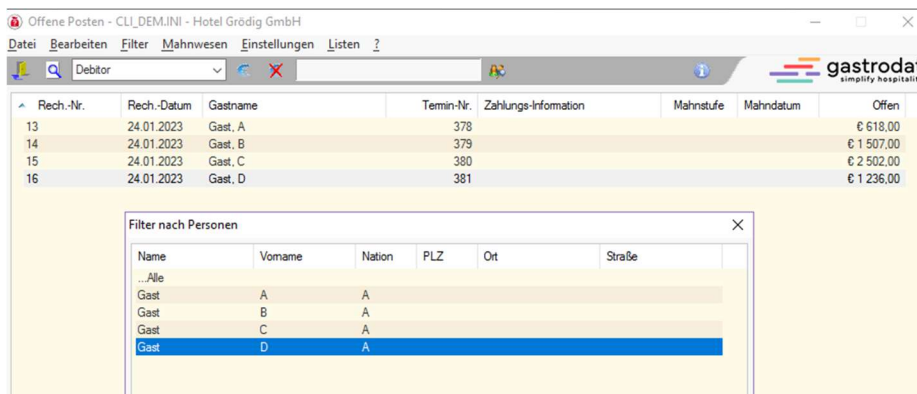 Offene Posten - CLI_DEM.INI - Hotel Grödig GmbH
Datei Bearbeiten Filter Mahnwesen Einstellungen Listen ?
Debitor
gastrodat
simplify hospitality
Rech.-Nr. Rech.-Datum Gastname Termin-Nr. Zahlungs-Information Mahnstufe Mahndatum Offen
13 24.01.2023 Gast, A 378 € 618,00
14 24.01.2023 Gast, B 379 € 1 507,00
15 24.01.2023 Gast, C 380 € 2 502,00
16 24.01.2023 Gast, D 381 € 1 236,00
Filter nach Personen
Name Vorname Nation PLZ Ort Straße
...Alle
Gast A A
Gast B A
Gast C A
Gast D A